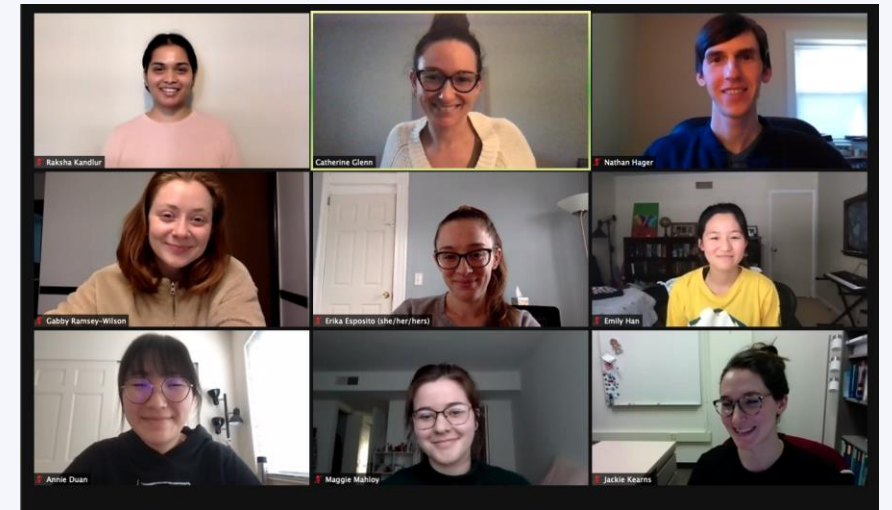 Raksha Kandlur
Catherine Glenn
Nathan Hager
Gabby Ramsey-Wilson
Erika Esposito (she/her/hers)
Emily Han
Annie Duan
Maggie Mahloy
Jackie Kearns